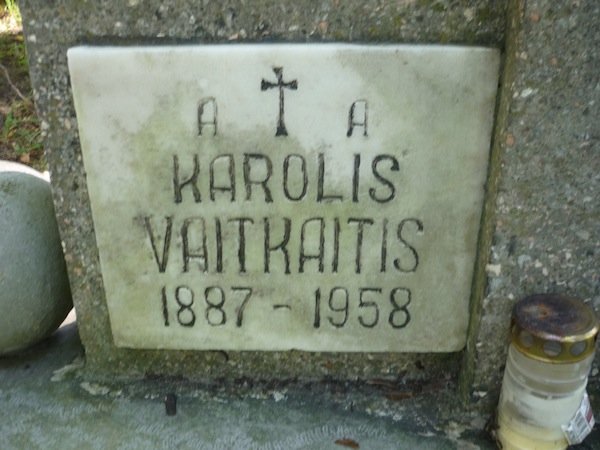 A † A
KAROLIS
VAITKAITIS
1887 - 1958